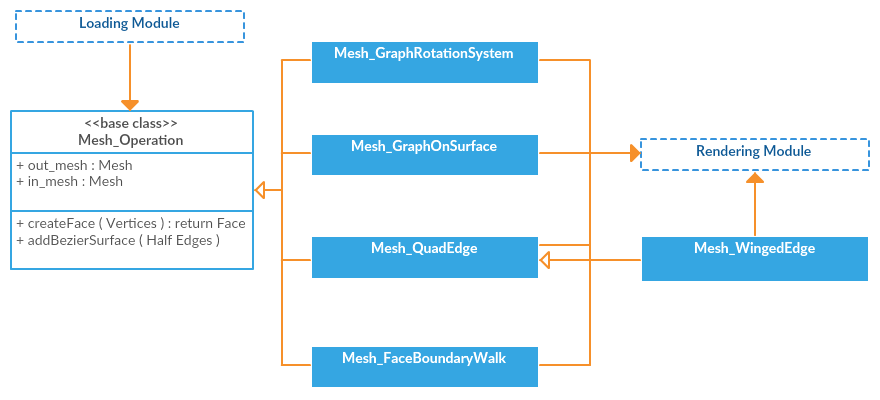 Loading Module
<<base class>>
Mesh_Operation
+ out_mesh : Mesh
+ in_mesh : Mesh
+ createFace ( Vertices ) : return Face
+ addBezierSurface ( Half Edges )
Mesh_GraphRotationSystem
Mesh_GraphOnSurface
Mesh_QuadEdge
Mesh_FaceBoundaryWalk
Rendering Module
Mesh_WingedEdge